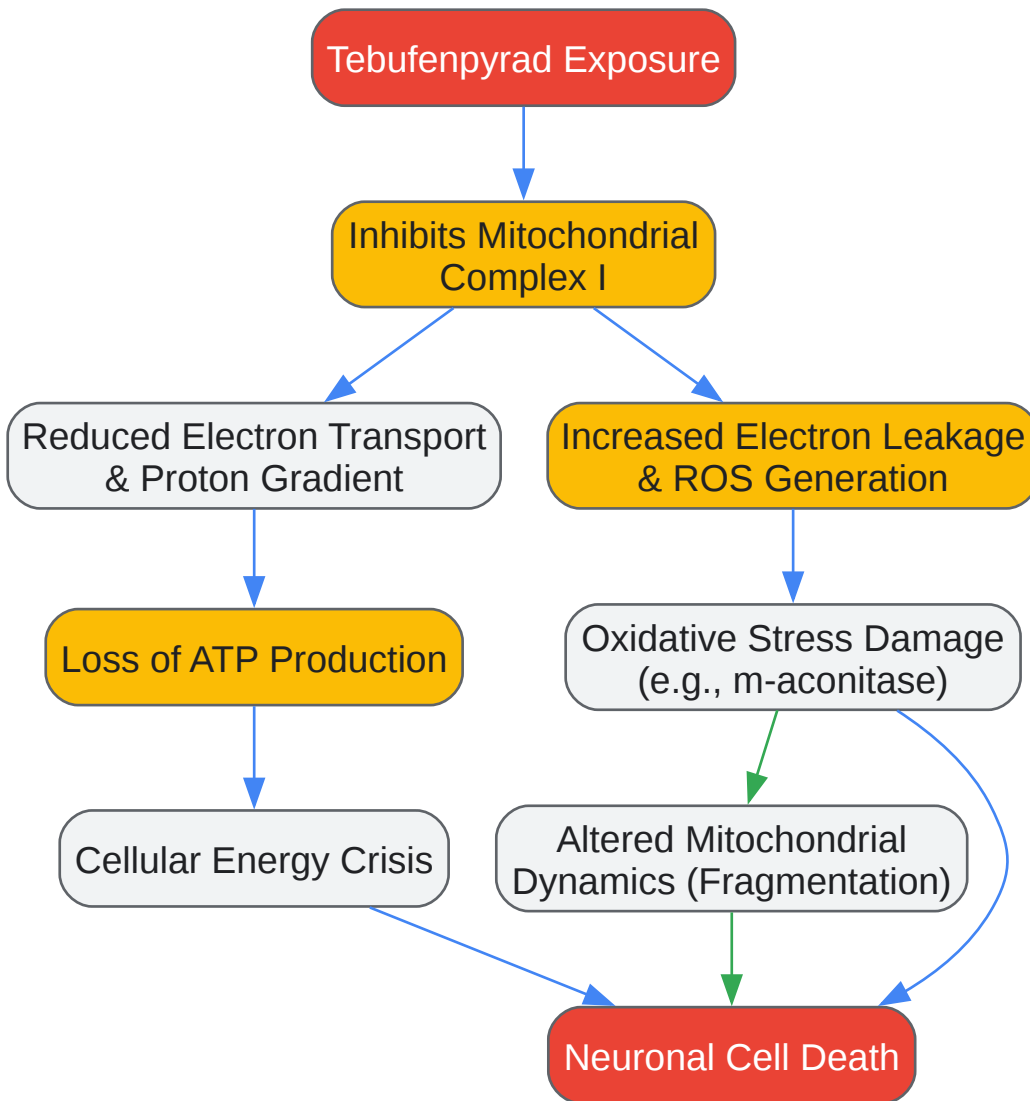 Tebufenpyrad Exposure
Inhibits Mitochondrial
Complex I
Reduced Electron Transport
& Proton Gradient
Increased Electron Leakage
& ROS Generation
Loss of ATP Production
Oxidative Stress Damage
(e.g., m-aconitase)
Cellular Energy Crisis
Altered Mitochondrial
Dynamics (Fragmentation)
Neuronal Cell Death